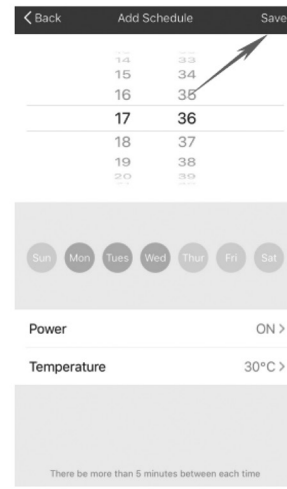 Back Add Schedule Save
14 33
15 34
16 35
17 36
18 37
19 38
20 39
Sun Mon Tues Wed Thur Fri Sat
Power ON
Temperature 30°C
There be more than 5 minutes between each time